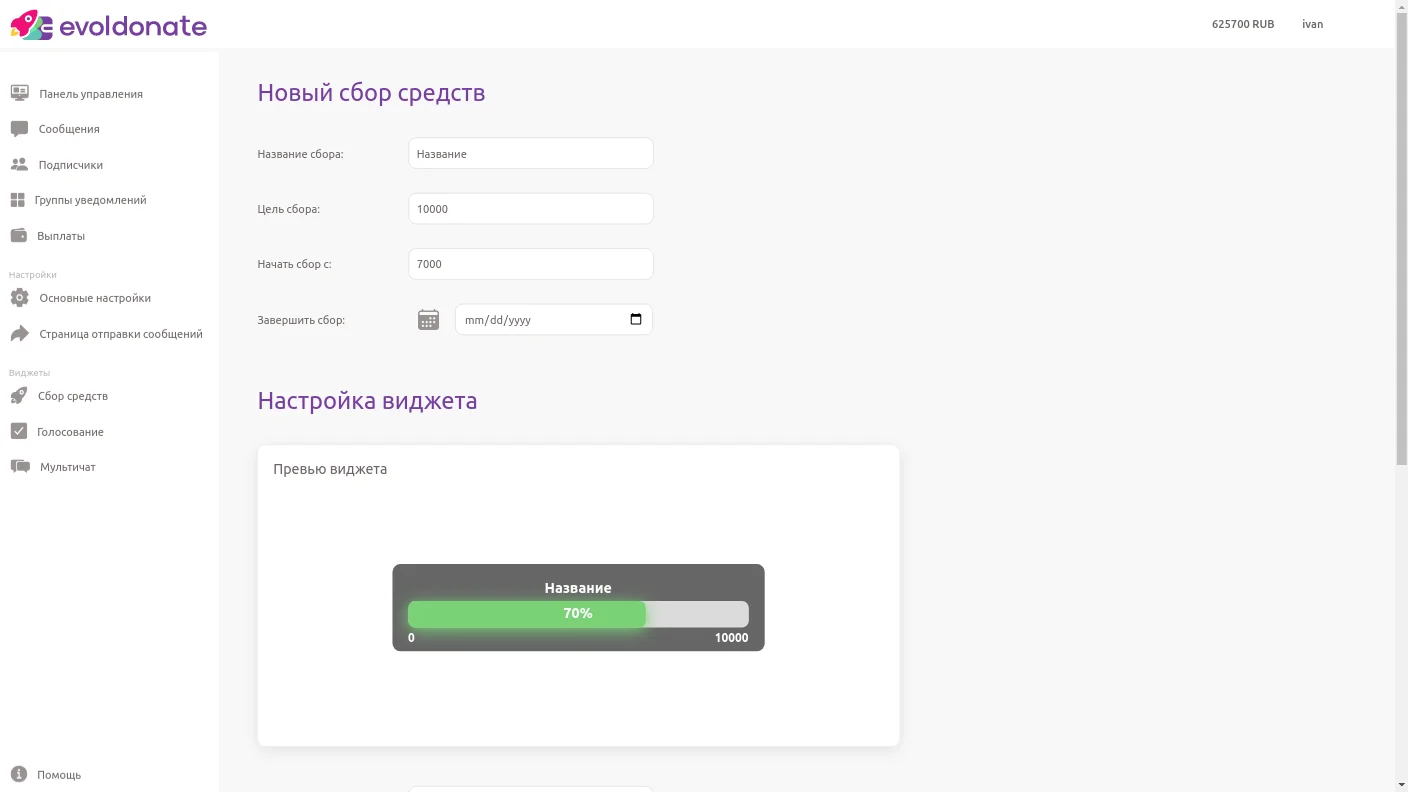 evoldonate
625700 RUB
ivan
Панель управления
Сообщения
Подписчики
Группы уведомлений
Выплаты
Настройки
Основные настройки
Страница отправки сообщений
Виджеты
Сбор средств
Голосование
Мультичат
Помощь
Новый сбор средств
Название сбора:
Название
Цель сбора:
10000
Начать сбор с:
7000
Завершить сбор:
mm/dd/yyyy
Настройка виджета
Превью виджета
Название
70%
0
10000